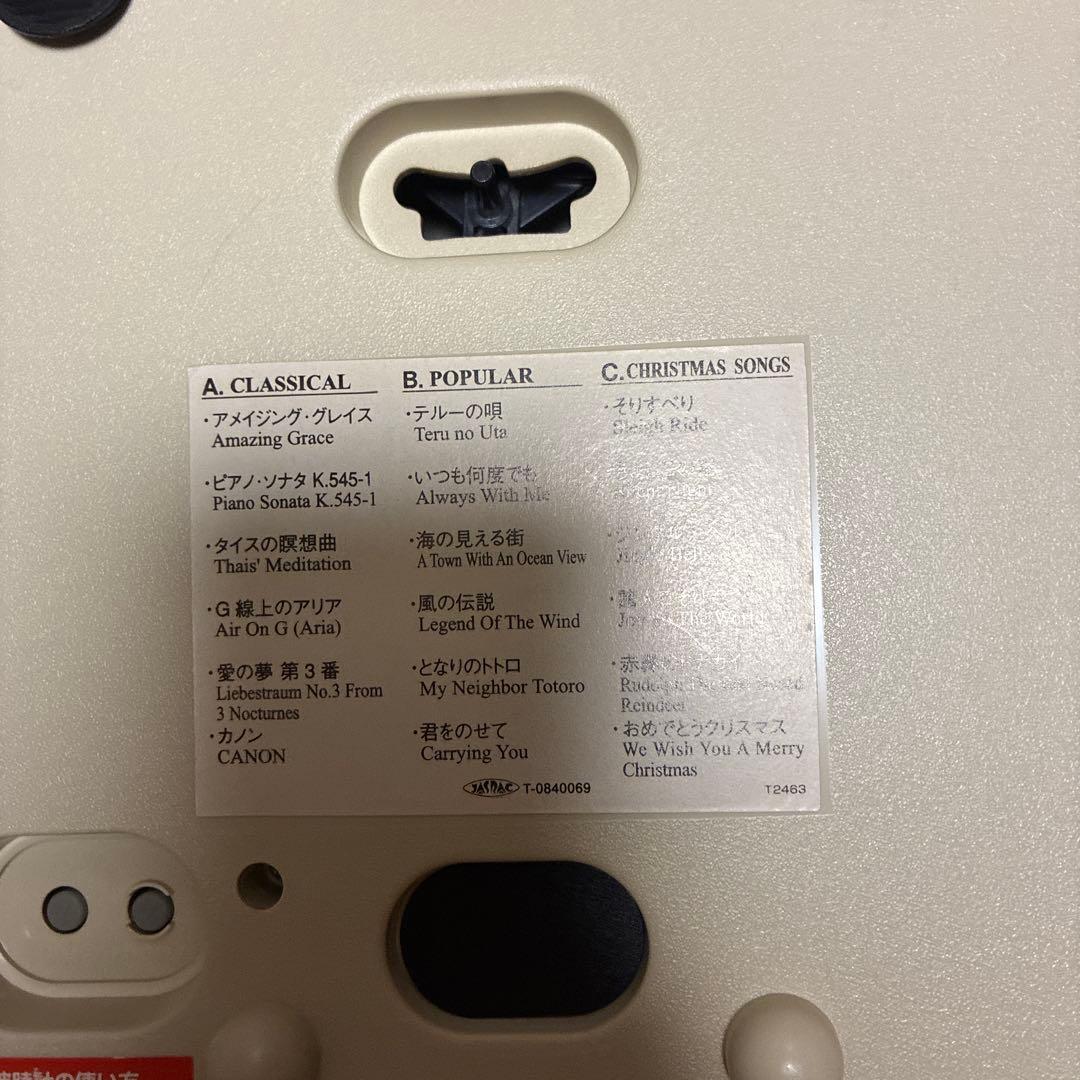 A. CLASSICAL
・アメイジング・グレイス
Amazing Grace
・ピアノ・ソナタ K.545-1
Piano Sonata K.545-1
・タイスの瞑想曲
Thais' Meditation
・G 線上のアリア
Air On G (Aria)
・愛の夢 第3番
Liebestraum No.3 From
3 Nocturnes
・カノン
CANON
B. POPULAR
・テルーの唄
Teru no Uta
・いつも何度でも
Always With Me
・海の見える街
A Town With An Ocean View
・風の伝説
Legend Of The Wind
・となりのトトロ
My Neighbor Totoro
・君をのせて
Carrying You
JASRAC T-0840069
C. CHRISTMAS SONGS
・そりすべり
Sleigh Ride
The World
Reindeer
・おめでとうクリスマス
We Wish You A Merry
Christmas
T2463
の使い方